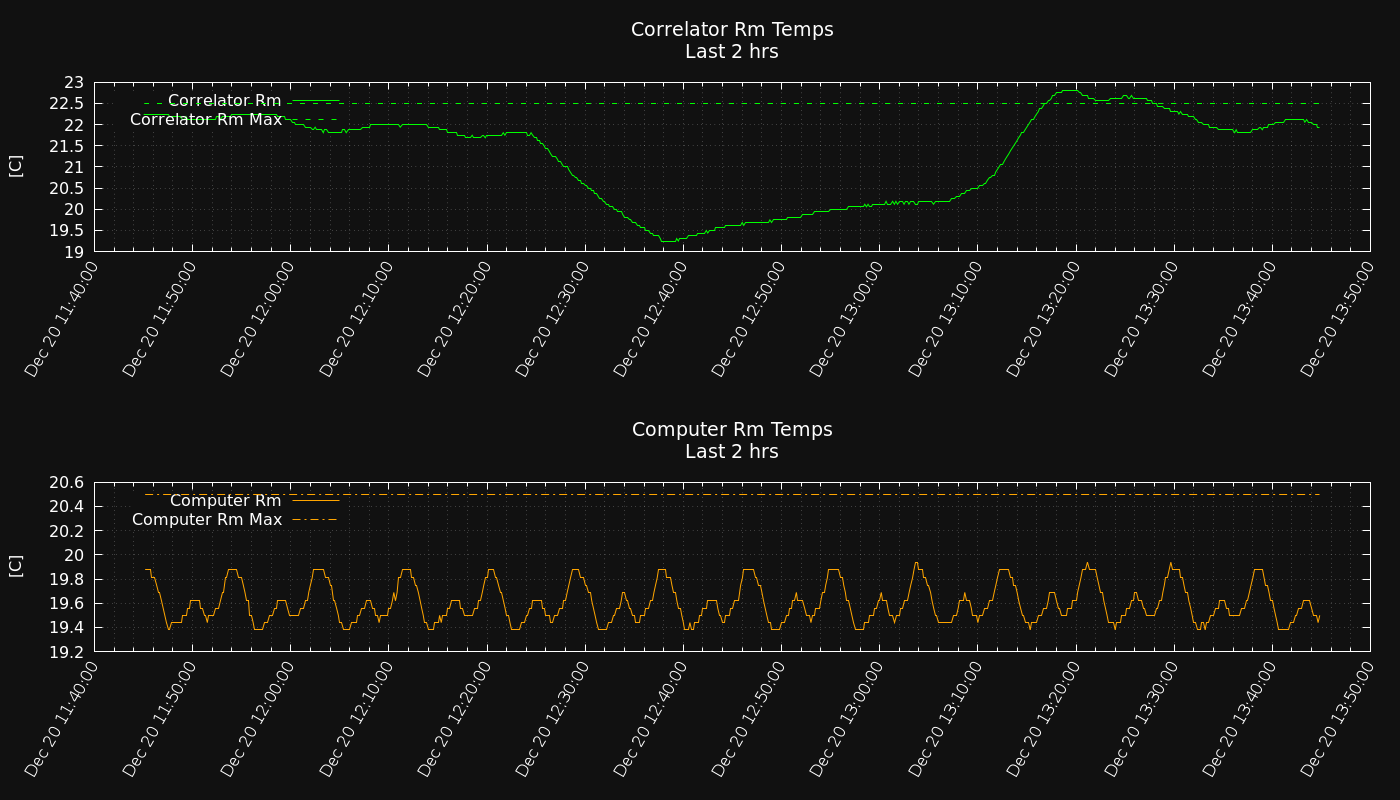 Correlator Rm Temps
Last 2 hrs
[C]
23
22.5
22
21.5
21
20.5
20
19.5
19
Correlator Rm
Correlator Rm Max
Dec 20 11:40:00
Dec 20 11:50:00
Dec 20 12:00:00
Dec 20 12:10:00
Dec 20 12:20:00
Dec 20 12:30:00
Dec 20 12:40:00
Dec 20 12:50:00
Dec 20 13:00:00
Dec 20 13:10:00
Dec 20 13:20:00
Dec 20 13:30:00
Dec 20 13:40:00
Dec 20 13:50:00
Computer Rm Temps
Last 2 hrs
[C]
20.6
20.4
20.2
20
19.8
19.6
19.4
19.2
Computer Rm
Computer Rm Max
Dec 20 11:40:00
Dec 20 11:50:00
Dec 20 12:00:00
Dec 20 12:10:00
Dec 20 12:20:00
Dec 20 12:30:00
Dec 20 12:40:00
Dec 20 12:50:00
Dec 20 13:00:00
Dec 20 13:10:00
Dec 20 13:20:00
Dec 20 13:30:00
Dec 20 13:40:00
Dec 20 13:50:00